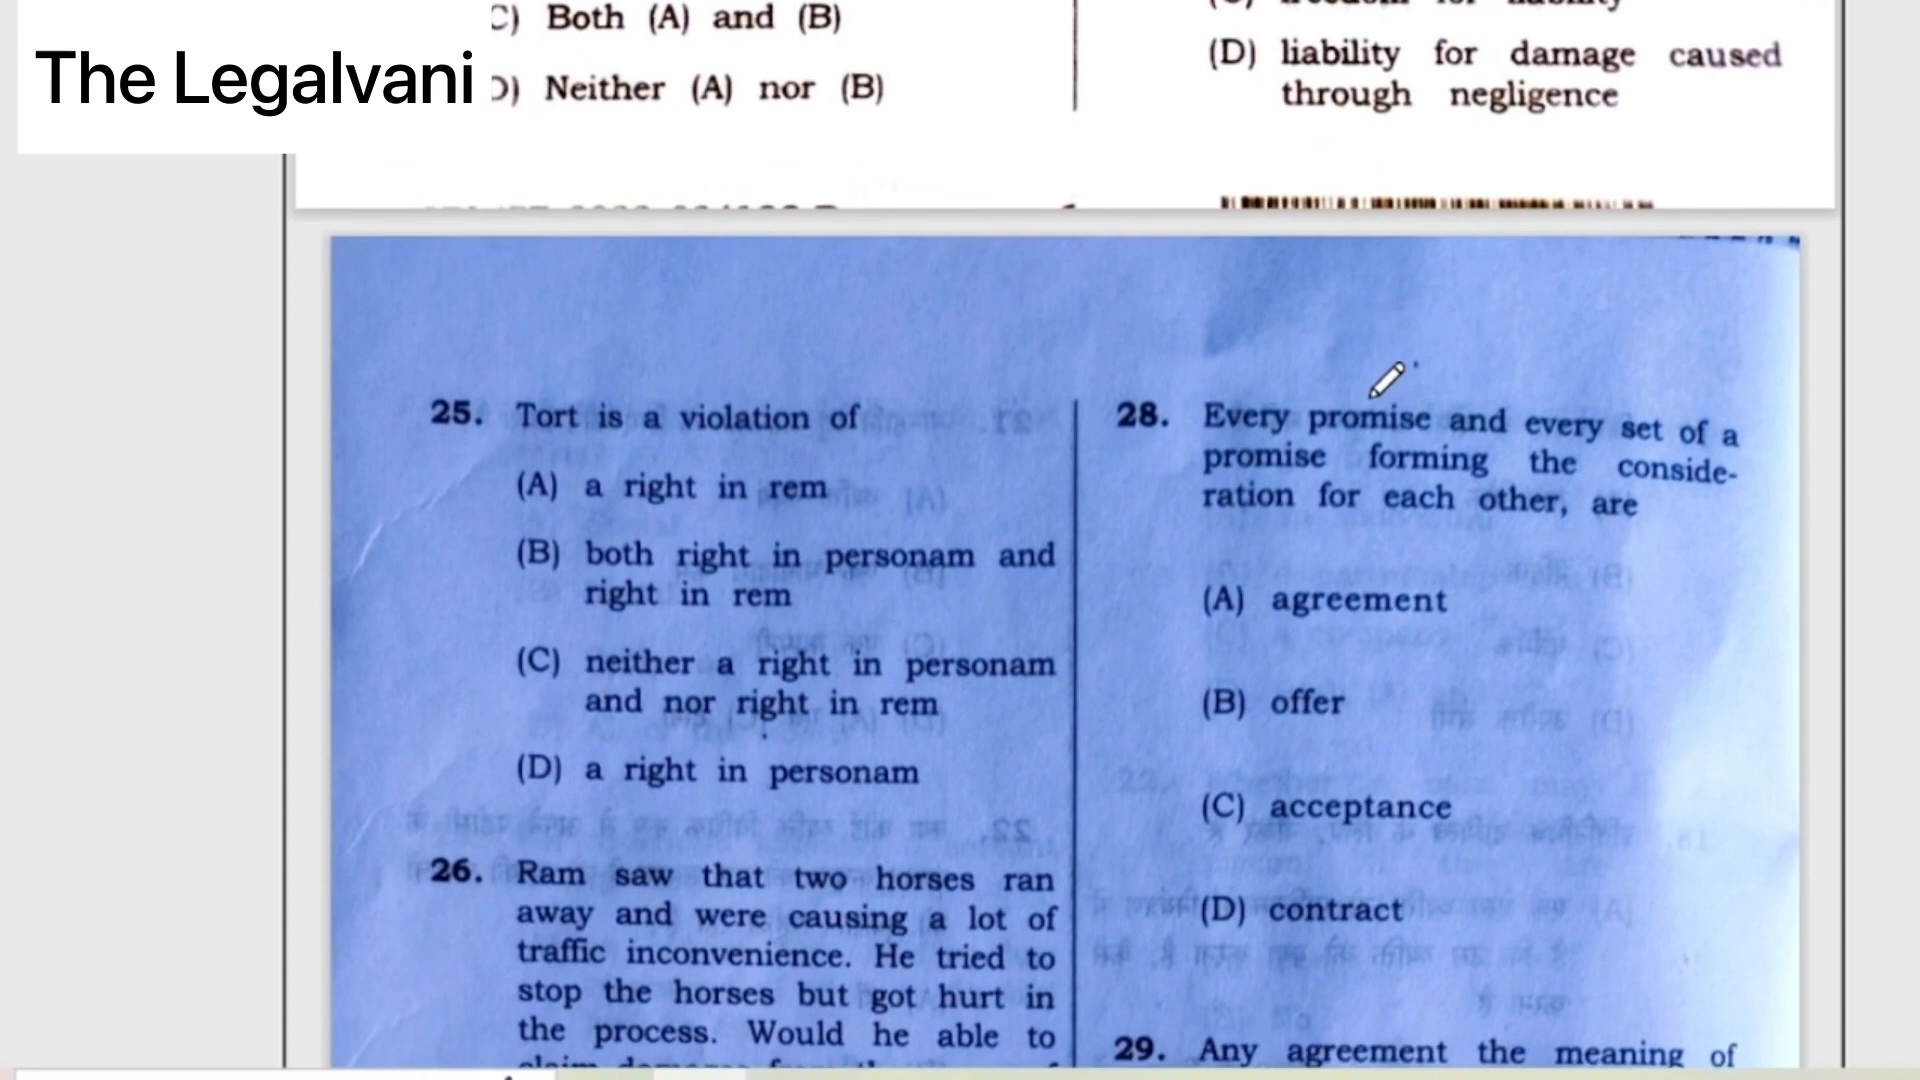 The Legalvani
C) Both (A) and (B)
D) Neither (A) nor (B)
(D) liability for damage caused
through negligence
25. Tort is a violation of
(A) a right in rem
(B) both right in personam and
right in rem
(C) neither a right in personam
and nor right in rem
(D) a right in personam
26. Ram saw that two horses ran
away and were causing a lot of
traffic inconvenience. He tried to
stop the horses but got hurt in
the process. Would he able to
28. Every promise and every set of a
promise forming the conside-
ration for each other, are
(A) agreement
(B) offer
(C) acceptance
(D) contract
29. Any agreement the meaning of